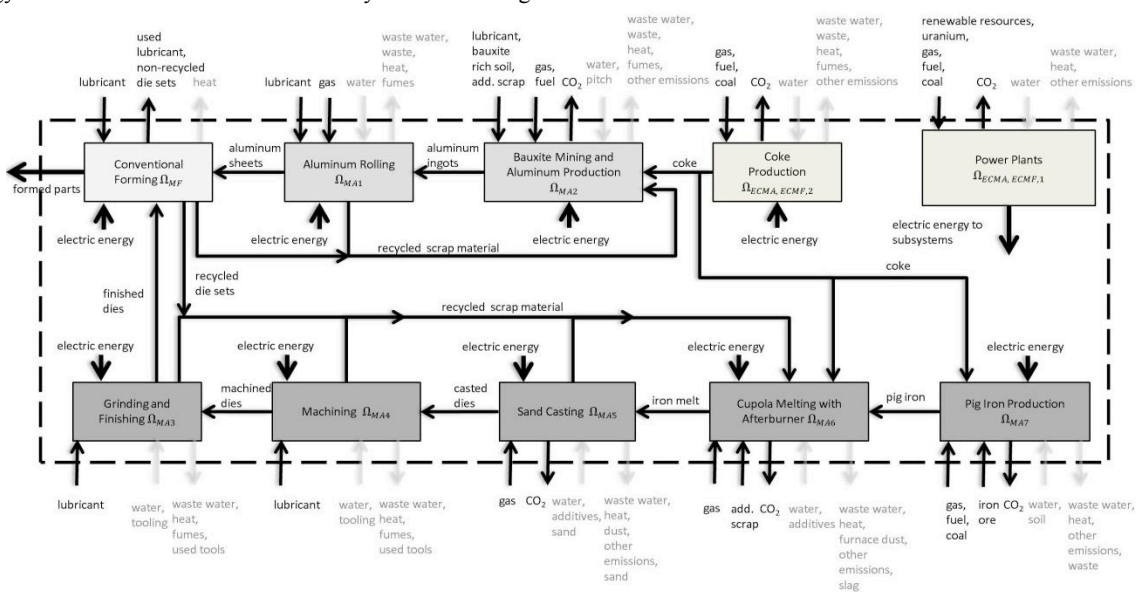 used
lubricant,
non-recycled
die sets
lubricant
heat
lubricant gas water
waste water,
waste,
heat,
fumes
lubricant,
bauxite
rich soil,
add. scrap
gas,
fuel
CO2
water,
pitch
waste water,
waste,
heat,
fumes,
other emissions
gas,
fuel,
coal
CO2
water
waste water,
waste,
heat,
fumes,
other emissions
renewable resources,
uranium,
gas,
fuel,
coal
CO2
water
waste water,
heat,
other emissions
formed parts
Conventional
Forming ΩMF
aluminum
sheets
Aluminum Rolling
ΩMA1
aluminum
ingots
Bauxite Mining and
Aluminum Production
ΩMA2
coke
Coke
Production
ΩECMA, ECMF,2
Power Plants
ΩECMA, ECMF,1
electric energy
electric energy
electric energy
electric energy
electric energy to
subsystems
recycled scrap material
coke
finished
dies
recycled
die sets
recycled scrap material
electric energy
electric energy
electric energy
electric energy
electric energy
Grinding and
Finishing ΩMA3
machined
dies
Machining ΩMA4
casted
dies
Sand Casting ΩMA5
iron melt
Cupola Melting with
Afterburner ΩMA6
pig iron
Pig Iron Production
ΩMA7
lubricant
water,
tooling
waste water,
heat,
fumes,
used tools
lubricant
water,
tooling
waste water,
heat,
fumes,
used tools
gas
CO2
water,
additives,
sand
waste water,
heat,
dust,
other
emissions,
sand
gas
add.
scrap
CO2
water,
additives
waste water,
heat,
furnace dust,
other
emissions,
slag
gas,
fuel,
coal
iron
ore
CO2
water,
soil
waste water,
heat,
other
emissions,
waste